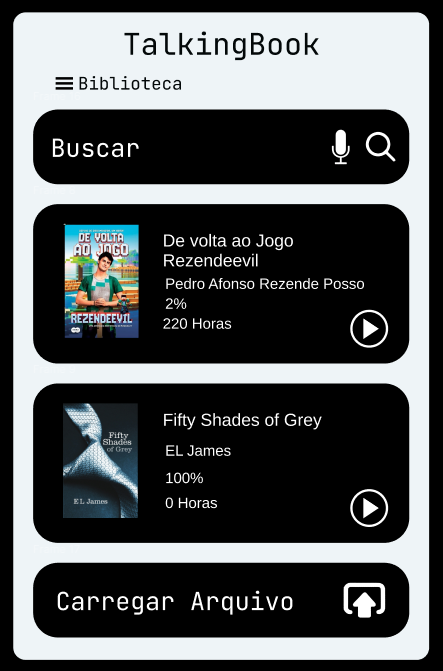 TalkingBook
Biblioteca
Buscar
DE VOLTA
AO JOGO
REZENDEEVIL
De volta ao Jogo
Rezendeevil
Pedro Afonso Rezende Posso
2%
220 Horas
Fifty
Shades
of Grey
EL James
Fifty Shades of Grey
EL James
100%
0 Horas
Carregar Arquivo